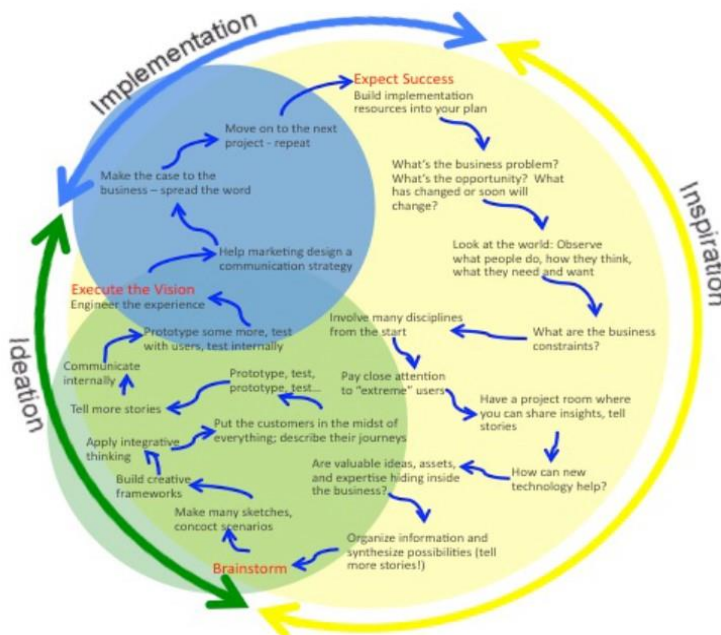 Implementation
Inspiration
Ideation
Expect Success
Build implementation
resources into your plan
What's the business problem?
What's the opportunity?  What
has changed or soon will
change?
Look at the world: Observe
what people do, how they think,
what they need and want
What are the business
constraints?
Involve many disciplines
from the start
Pay close attention
to "extreme" users
Have a project room where
you can share insights, tell
stories
How can new
technology help?
Are valuable ideas, assets,
and expertise hiding inside
the business?
Organize information and
synthesize possibilities (tell
more stories!)
Brainstorm
Make many sketches,
concoct scenarios
Build creative
frameworks
Apply integrative
thinking
Put the customers in the midst of
everything; describe their journeys
Prototype, test,
prototype, test...
Tell more stories
Communicate
internally
Prototype some more, test
with users, test internally
Execute the Vision
Engineer the experience
Help marketing design a
communication strategy
Make the case to the
business – spread the word
Move on to the next
project - repeat